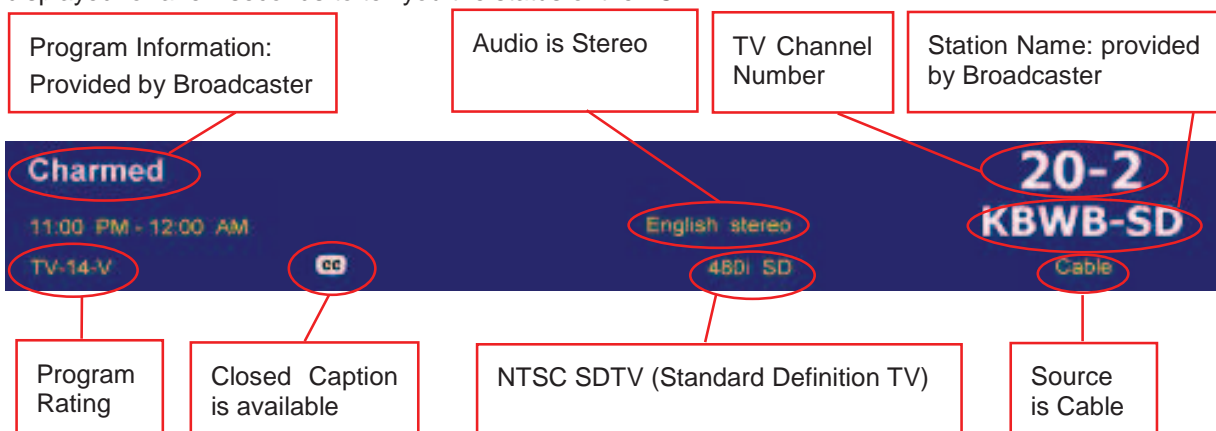 Program Information:
Provided by Broadcaster
Audio is Stereo
TV Channel
Number
Station Name: provided
by Broadcaster
Charmed
20-2
11:00 PM - 12:00 AM
English stereo
KBWB-SD
TV-14-V
cc
480i SD
Cable
Program
Rating
Closed Caption
is available
NTSC SDTV (Standard Definition TV)
Source
is Cable